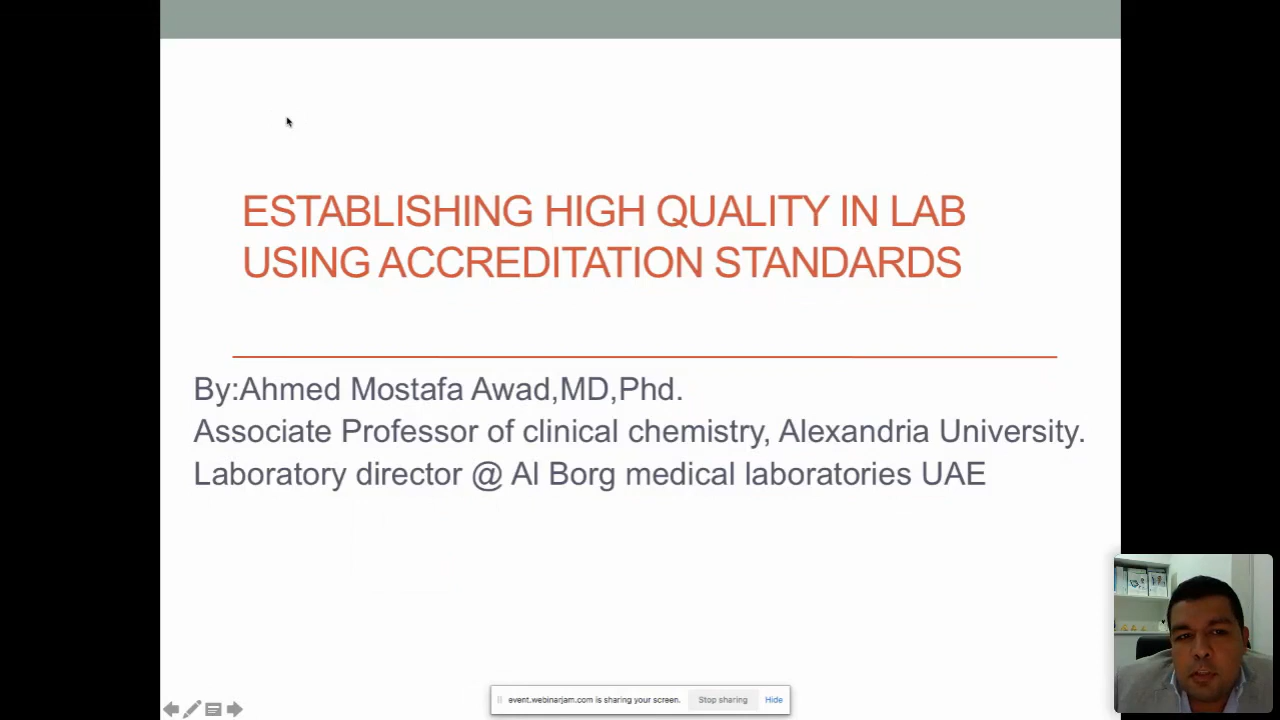 ESTABLISHING HIGH QUALITY IN LAB
USING ACCREDITATION STANDARDS
By:Ahmed Mostafa Awad,MD,Phd.
Associate Professor of clinical chemistry, Alexandria University.
Laboratory director @ Al Borg medical laboratories UAE
event.webinarjam.com is sharing your screen. Stop sharing Hide